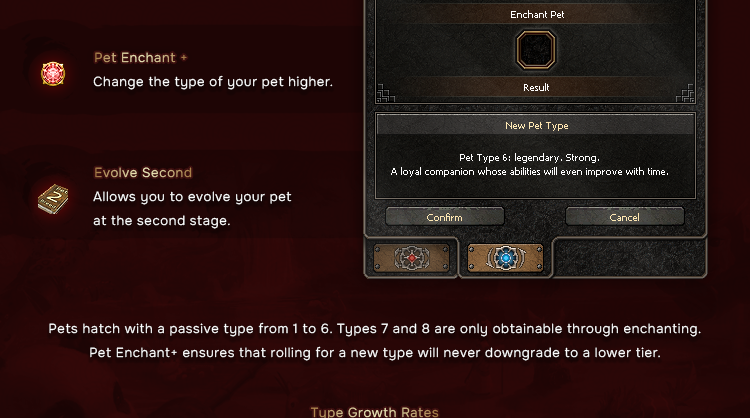 Enchant Pet
Pet Enchant +
Change the type of your pet higher.
Result
New Pet Type
Pet Type 6: legendary. Strong.
A loyal companion whose abilities will even improve with time.
Evolve Second
Allows you to evolve your pet
at the second stage.
Confirm
Cancel
Pets hatch with a passive type from 1 to 6. Types 7 and 8 are only obtainable through enchanting.
Pet Enchant+ ensures that rolling for a new type will never downgrade to a lower tier.
Type Growth Rates